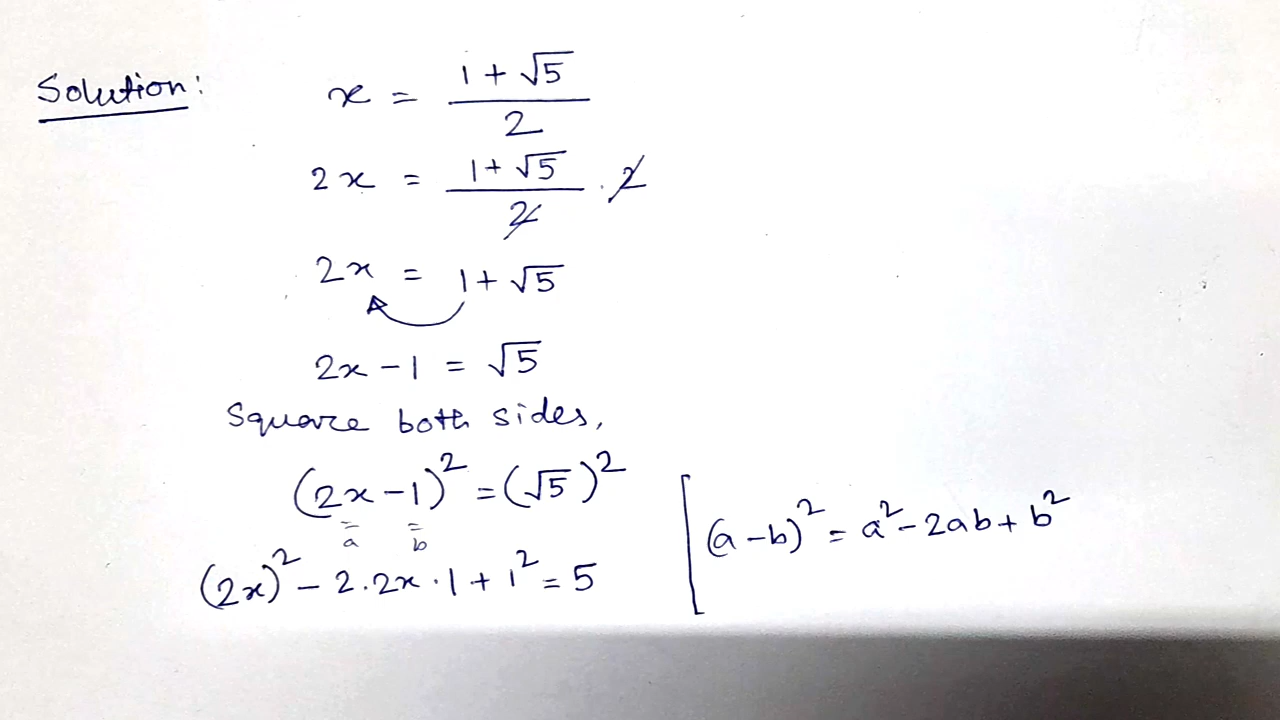 Solution: x = (1 + √5) / 2
2x = (1 + √5) / 2 . 2
2x = 1 + √5
2x - 1 = √5
Square both sides,
(2x - 1)² = (√5)² [(a - b)² = a² - 2ab + b²
a b
(2x)² - 2.2x.1 + 1² = 5